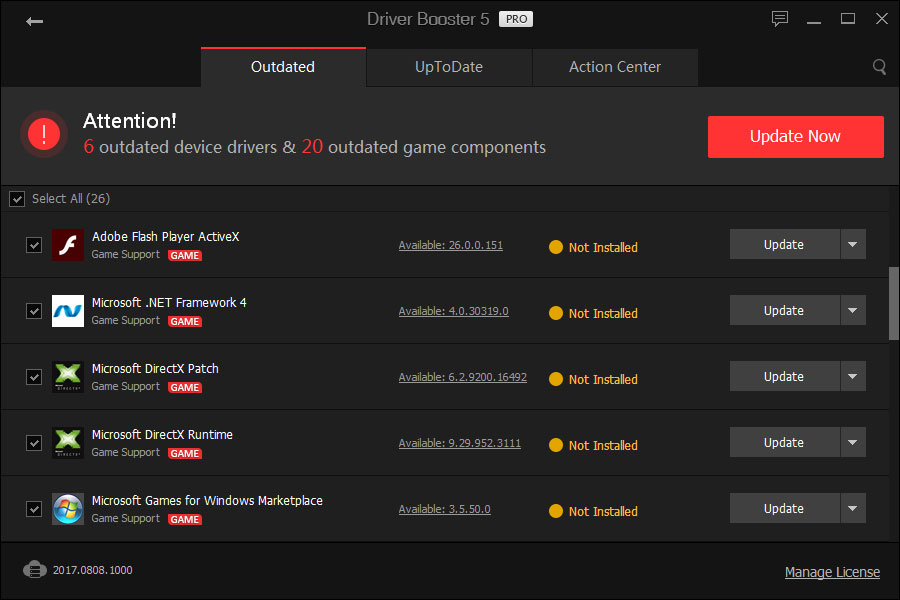 Driver Booster 5 PRO
Outdated UpToDate Action Center
Attention!
6 outdated device drivers & 20 outdated game components
Update Now
Select All (26)
Adobe Flash Player ActiveX
Game Support GAME
Available: 26.0.0.151
Not Installed
Update
Microsoft .NET Framework 4
Game Support GAME
Available: 4.0.30319.0
Not Installed
Update
Microsoft DirectX Patch
Game Support GAME
Available: 6.2.9200.16492
Not Installed
Update
Microsoft DirectX Runtime
Game Support GAME
Available: 9.29.952.3111
Not Installed
Update
Microsoft Games for Windows Marketplace
Game Support GAME
Available: 3.5.50.0
Not Installed
Update
2017.0808.1000
Manage License